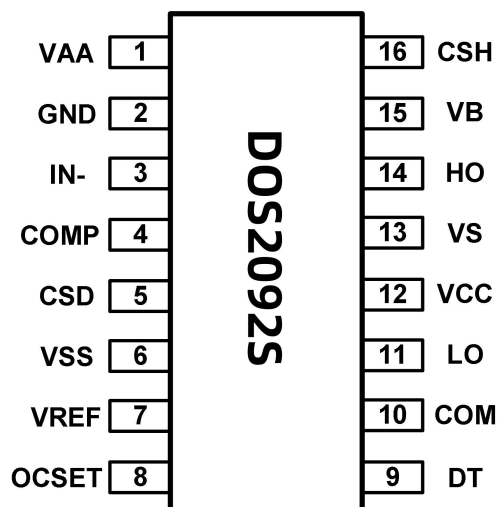 VAA 1 16 CSH
GND 2 15 VB
IN- 3 14 HO
COMP 4 13 VS
CSD 5 12 VCC
VSS 6 11 LO
VREF 7 10 COM
OCSET 8 9 DT
DOS2092S